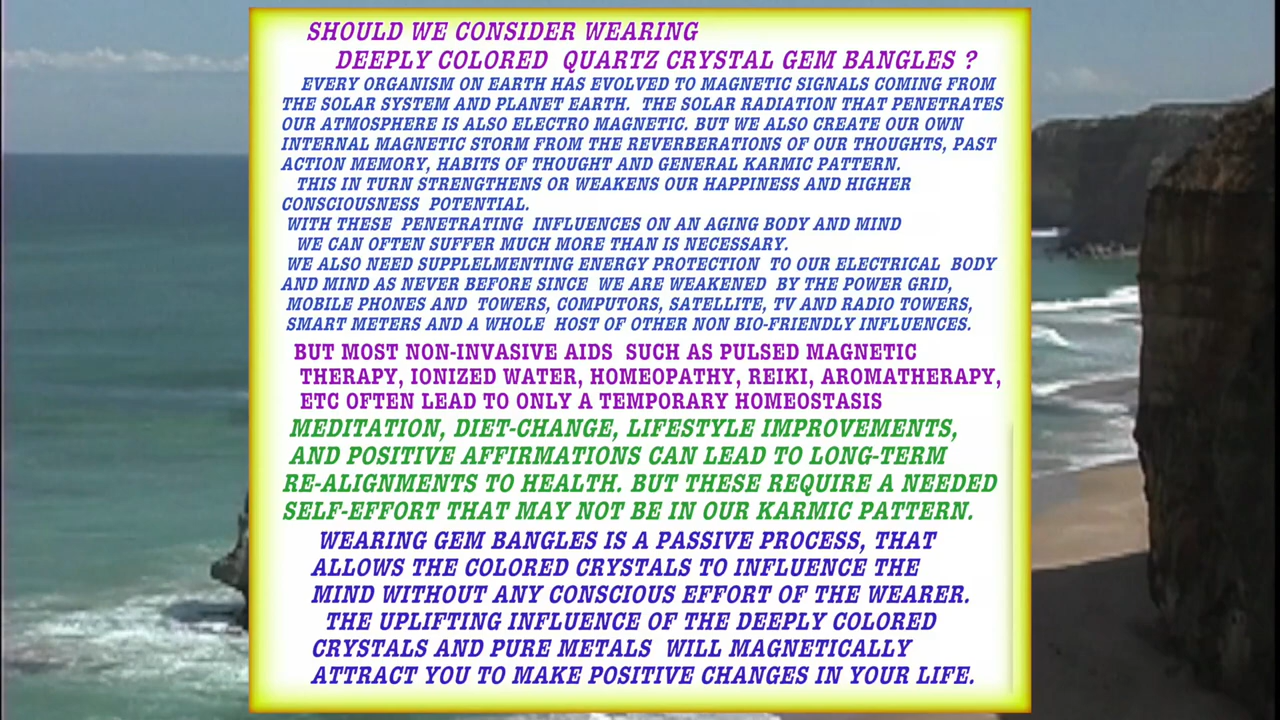 SHOULD WE CONSIDER WEARING
DEEPLY COLORED QUARTZ CRYSTAL GEM BANGLES ?
EVERY ORGANISM ON EARTH HAS EVOLVED TO MAGNETIC SIGNALS COMING FROM
THE SOLAR SYSTEM AND PLANET EARTH. THE SOLAR RADIATION THAT PENETRATES
OUR ATMOSPHERE IS ALSO ELECTRO MAGNETIC. BUT WE ALSO CREATE OUR OWN
INTERNAL MAGNETIC STORM FROM THE REVERBERATIONS OF OUR THOUGHTS, PAST
ACTION MEMORY, HABITS OF THOUGHT AND GENERAL KARMIC PATTERN.
THIS IN TURN STRENGTHENS OR WEAKENS OUR HAPPINESS AND HIGHER
CONSCIOUSNESS POTENTIAL.
WITH THESE PENETRATING INFLUENCES ON AN AGING BODY AND MIND
WE CAN OFTEN SUFFER MUCH MORE THAN IS NECESSARY.
WE ALSO NEED SUPPLELMENTING ENERGY PROTECTION TO OUR ELECTRICAL BODY
AND MIND AS NEVER BEFORE SINCE WE ARE WEAKENED BY THE POWER GRID,
MOBILE PHONES AND TOWERS, COMPUTORS, SATELLITE, TV AND RADIO TOWERS,
SMART METERS AND A WHOLE HOST OF OTHER NON BIO-FRIENDLY INFLUENCES.
BUT MOST NON-INVASIVE AIDS SUCH AS PULSED MAGNETIC
THERAPY, IONIZED WATER, HOMEOPATHY, REIKI, AROMATHERAPY,
ETC OFTEN LEAD TO ONLY A TEMPORARY HOMEOSTASIS
MEDITATION, DIET-CHANGE, LIFESTYLE IMPROVEMENTS,
AND POSITIVE AFFIRMATIONS CAN LEAD TO LONG-TERM
RE-ALIGNMENTS TO HEALTH. BUT THESE REQUIRE A NEEDED
SELF-EFFORT THAT MAY NOT BE IN OUR KARMIC PATTERN.
WEARING GEM BANGLES IS A PASSIVE PROCESS, THAT
ALLOWS THE COLORED CRYSTALS TO INFLUENCE THE
MIND WITHOUT ANY CONSCIOUS EFFORT OF THE WEARER.
THE UPLIFTING INFLUENCE OF THE DEEPLY COLORED
CRYSTALS AND PURE METALS WILL MAGNETICALLY
ATTRACT YOU TO MAKE POSITIVE CHANGES IN YOUR LIFE.